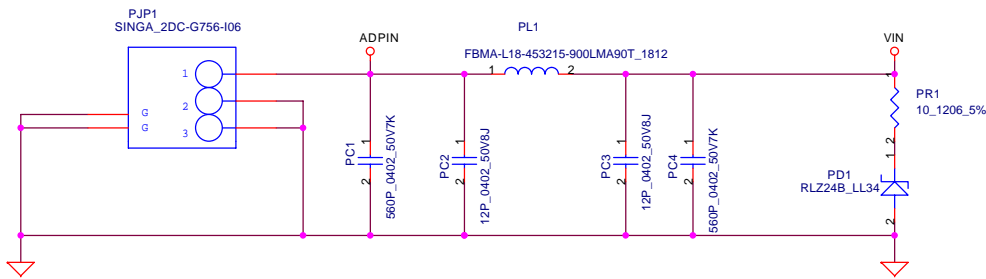 PJP1
SINGA_2DC-G756-I06
1
2
3
G
G
ADPIN
PL1
FBMA-L18-453215-900LMA90T_1812
1
2
VIN
1
PR1
10_1206_5%
2
1
PD1
RLZ24B_LL34
2
1
PC1
2
560P_0402_50V7K
1
PC2
2
12P_0402_50V8J
1
PC3
2
12P_0402_50V8J
1
PC4
2
560P_0402_50V7K